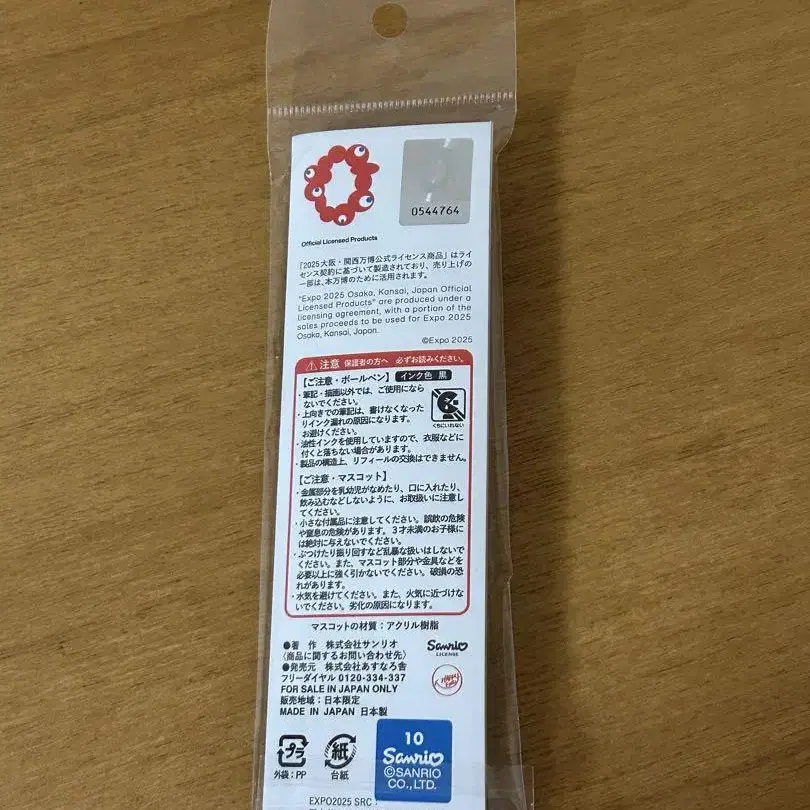 0544764
Official Licensed Products
「2025大阪・関西万博公式ライセンス商品」はライ
センス契約に基づいて製造されており、売り上げの
一部は、本万博のために活用されます。
"Expo 2025 Osaka, Kansai, Japan Official
Licensed Products" are produced under a
licensing agreement, with a portion of the
sales proceeds to be used for Expo 2025
Osaka, Kansai, Japan.
©Expo 2025
注意 保護者の方へ 必ずお読みください。
【ご注意・ボールペン】 インク色 黒
・筆記・描画以外では、ご使用になら
ないでください。
・上向きでの筆記は、書けなくなった
りインク漏れの原因になります。
お避けください。
くちにいれない
・油性インクを使用していますので、衣服などに
付くと落ちない場合があります。
・製品の構造上、リフィールの交換はできません。
【ご注意・マスコット】
・金属部分を乳幼児がなめたり、口に入れたり、
飲み込むなどしないように、お取扱いに注意し
てください。
・小さな付属品に注意してください。誤飲の危険
や窒息の危険があります。3才未満のお子様に
は絶対に与えないでください。
・ぶつけたり振り回すなど乱暴な扱いはしないで
ください。また、マスコット部分や金具などを
必要以上に強く引かないでください。破損の恐
れがあります。
・水気を避けてください。また、火気に近づけな
いでください。劣化の原因になります。
マスコットの材質:アクリル樹脂
●著 作 株式会社サンリオ
〈商品に関するお問い合わせ先〉
●発売元 株式会社あすなろ舎
フリーダイヤル 0120-334-337
FOR SALE IN JAPAN ONLY
販売地域:日本限定
MADE IN JAPAN 日本製
Sanrio
LICENSE
プラ
外袋:PP
紙
台紙
10
Sanrio
©SANRIO
CO.,LTD.
EXPO2025 SRC